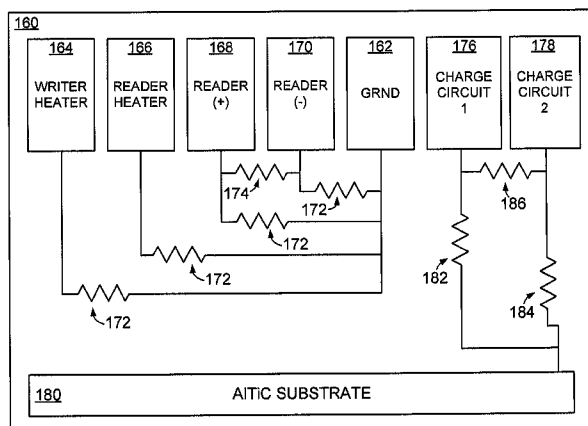 160
164
166
168
170
162
176
178
WRITER
HEATER
READER
HEATER
READER
(+)
READER
(-)
GRND
CHARGE
CIRCUIT
1
CHARGE
CIRCUIT
2
174
172
186
172
172
182
184
172
180
AlTiC SUBSTRATE